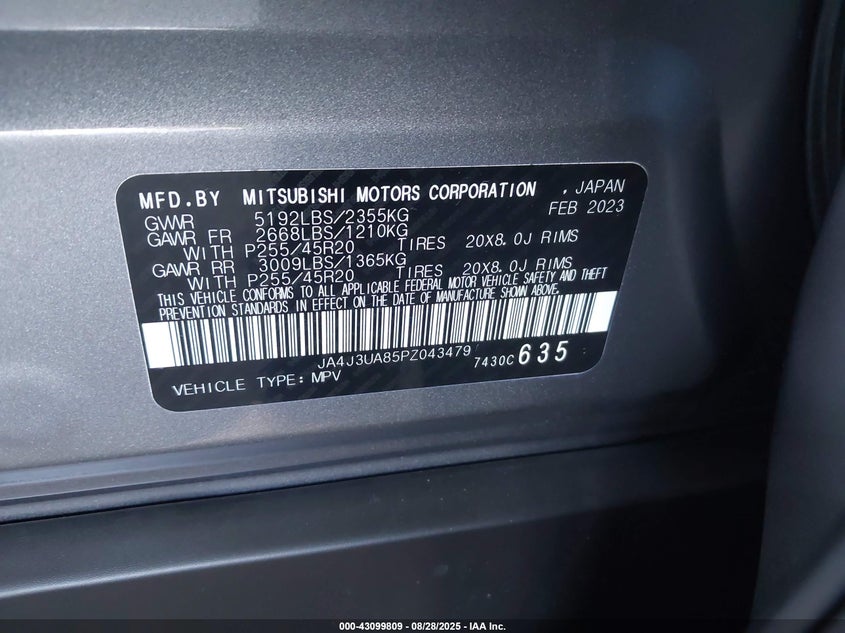 MFD.BY MITSUBISHI MOTORS CORPORATION , JAPAN
GVWR 5192LBS/2355KG FEB 2023
GAWR FR 2668LBS/1210KG
WITH P255/45R20 TIRES 20X8.0J RIMS
GAWR RR 3009LBS/1365KG
WITH P255/45R20 TIRES 20X8.0J RIMS
THIS VEHICLE CONFORMS TO ALL APPLICABLE FEDERAL MOTOR VEHICLE SAFETY AND THEFT
PREVENTION STANDARDS IN EFFECT ON THE DATE OF MANUFACTURE SHOWN ABOVE.
JA4J3UA85PZ043479 7430C 635
VEHICLE TYPE: MPV
000-43099809 - 08/28/2025 - IAA Inc.